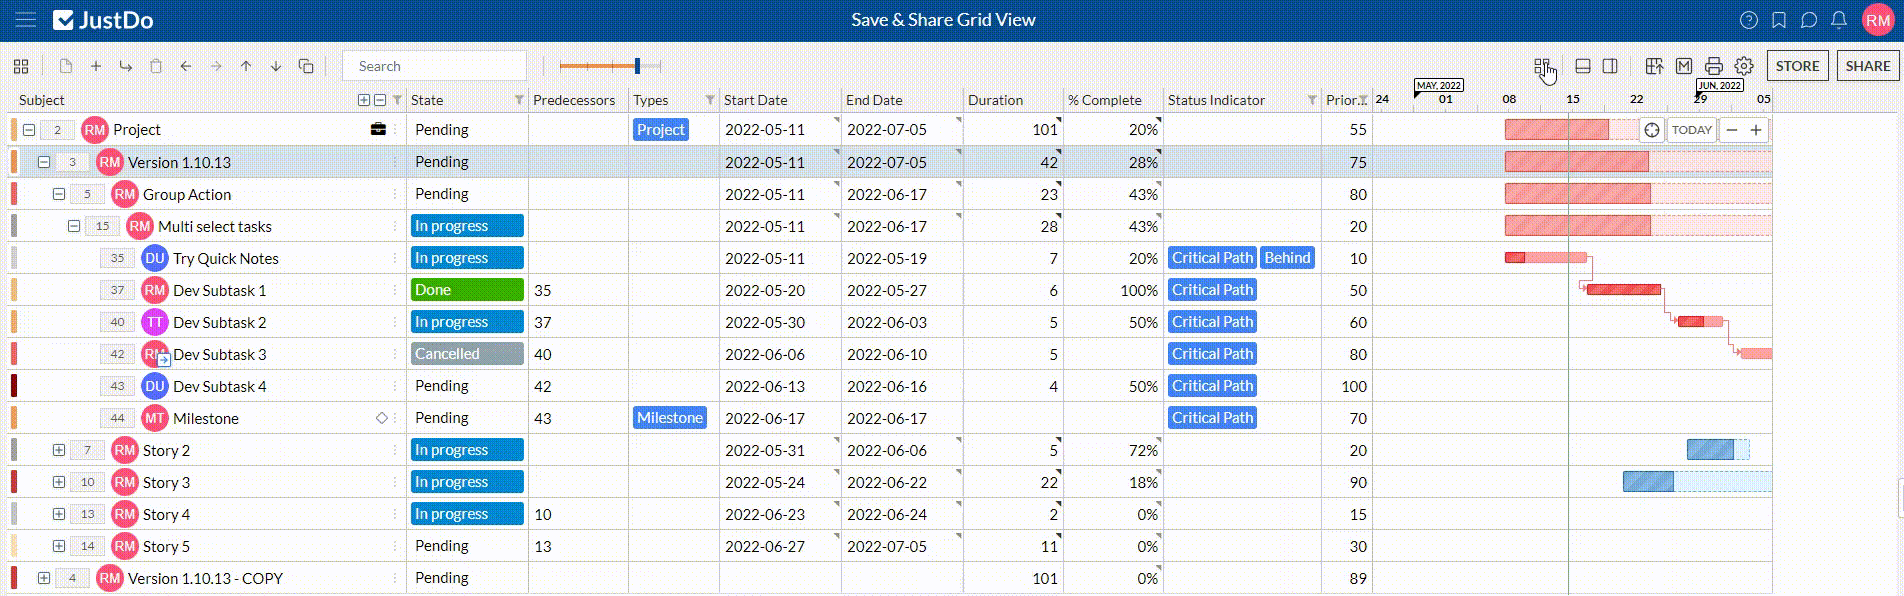 JustDo Save & Share Grid View RM
Search STORE SHARE
Subject State Predecessors Types Start Date End Date Duration % Complete Status Indicator Prior. MAY, 2022 JUN, 2022
24 01 08 15 22 29 05
2 RM Project Pending Project 2022-05-11 2022-07-05 101 20% 55 TODAY
3 RM Version 1.10.13 Pending 2022-05-11 2022-07-05 42 28% 75
5 RM Group Action Pending 2022-05-11 2022-06-17 23 43% 80
15 RM Multi select tasks In progress 2022-05-11 2022-06-17 28 43% 20
35 DU Try Quick Notes In progress 2022-05-11 2022-05-19 7 20% Critical Path Behind 10
37 RM Dev Subtask 1 Done 35 2022-05-20 2022-05-27 6 100% Critical Path 50
40 TT Dev Subtask 2 In progress 37 2022-05-30 2022-06-03 5 50% Critical Path 60
42 RM Dev Subtask 3 Cancelled 40 2022-06-06 2022-06-10 5 Critical Path 80
43 DU Dev Subtask 4 Pending 42 2022-06-13 2022-06-16 4 50% Critical Path 100
44 MT Milestone Pending 43 Milestone 2022-06-17 2022-06-17 Critical Path 70
7 RM Story 2 In progress 2022-05-31 2022-06-06 5 72% 20
10 RM Story 3 In progress 2022-05-24 2022-06-22 22 18% 90
13 RM Story 4 In progress 10 2022-06-23 2022-06-24 2 0% 15
14 RM Story 5 Pending 13 2022-06-27 2022-07-05 11 0% 30
4 RM Version 1.10.13 - COPY Pending 101 0% 89